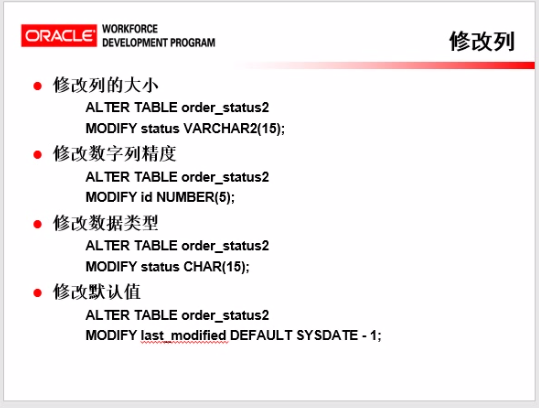 ORACLE
WORKFORCE
DEVELOPMENT PROGRAM
修改列
修改列的大小
ALTER TABLE order_status2
MODIFY status VARCHAR2(15);
修改数字列精度
ALTER TABLE order_status2
MODIFY id NUMBER(5);
修改数据类型
ALTER TABLE order_status2
MODIFY status CHAR(15);
修改默认值
ALTER TABLE order_status2
MODIFY last_modified DEFAULT SYSDATE - 1;